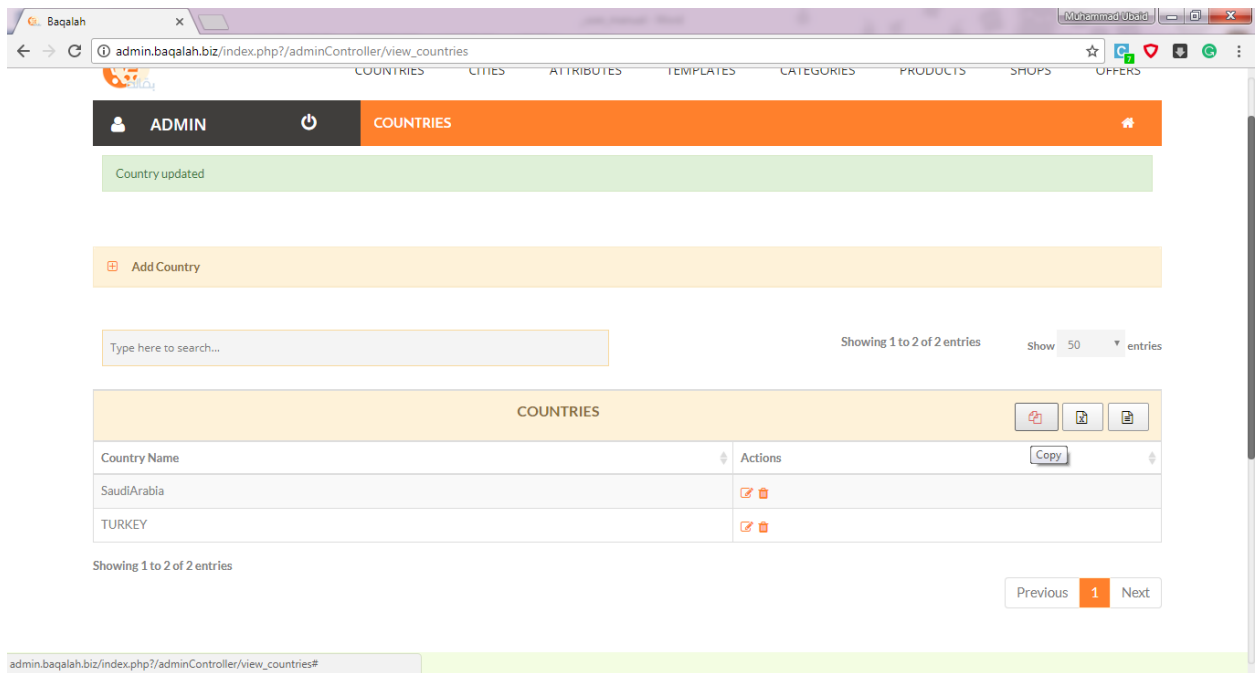 Baqalah
Muhammad Ubaid
admin.baqalah.biz/index.php?/adminController/view_countries
7
COUNTRIES CITIES ATTRIBUTES TEMPLATES CATEGORIES PRODUCTS SHOPS OFFERS
بقالة
ADMIN COUNTRIES
Country updated
Add Country
Type here to search... Showing 1 to 2 of 2 entries Show 50 entries
COUNTRIES
Country Name Actions Copy
SaudiArabia
TURKEY
Showing 1 to 2 of 2 entries
Previous 1 Next
admin.baqalah.biz/index.php?/adminController/view_countries#